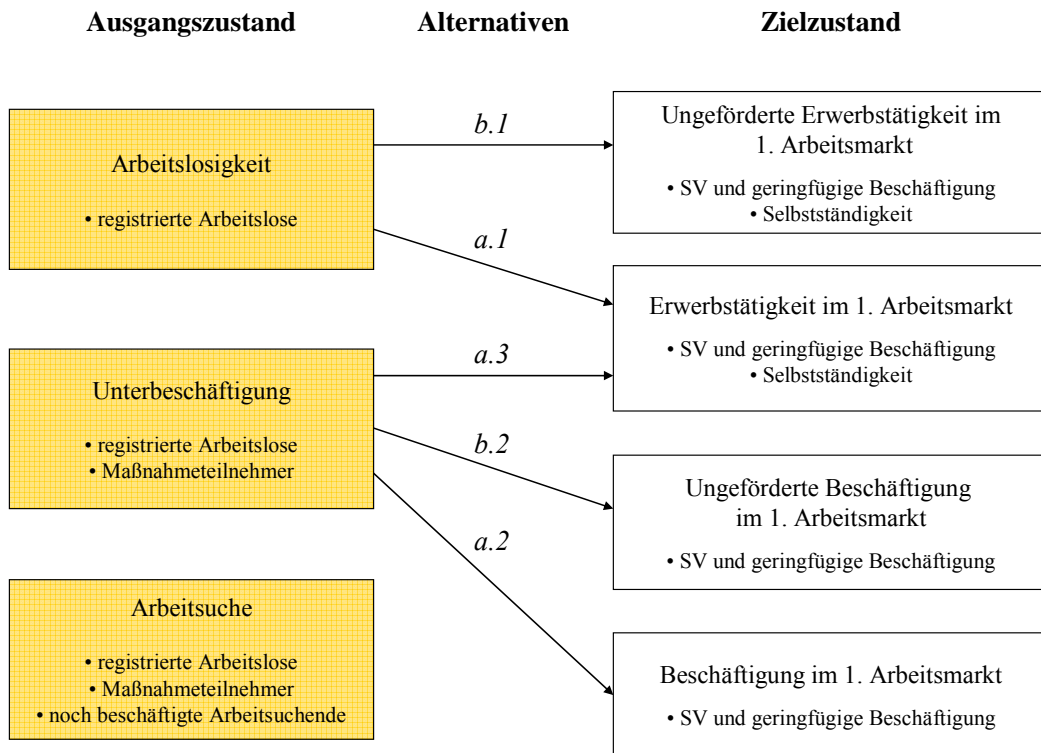 Ausgangszustand
Alternativen
Zielzustand
Arbeitslosigkeit
• registrierte Arbeitslose
Unterbeschäftigung
• registrierte Arbeitslose
• Maßnahmeteilnehmer
Arbeitsuche
• registrierte Arbeitslose
• Maßnahmeteilnehmer
• noch beschäftigte Arbeitsuchende
b.1
a.1
a.3
b.2
a.2
Ungeförderte Erwerbstätigkeit im
1. Arbeitsmarkt
• SV und geringfügige Beschäftigung
• Selbstständigkeit
Erwerbstätigkeit im 1. Arbeitsmarkt
• SV und geringfügige Beschäftigung
• Selbstständigkeit
Ungeförderte Beschäftigung
im 1. Arbeitsmarkt
• SV und geringfügige Beschäftigung
Beschäftigung im 1. Arbeitsmarkt
• SV und geringfügige Beschäftigung